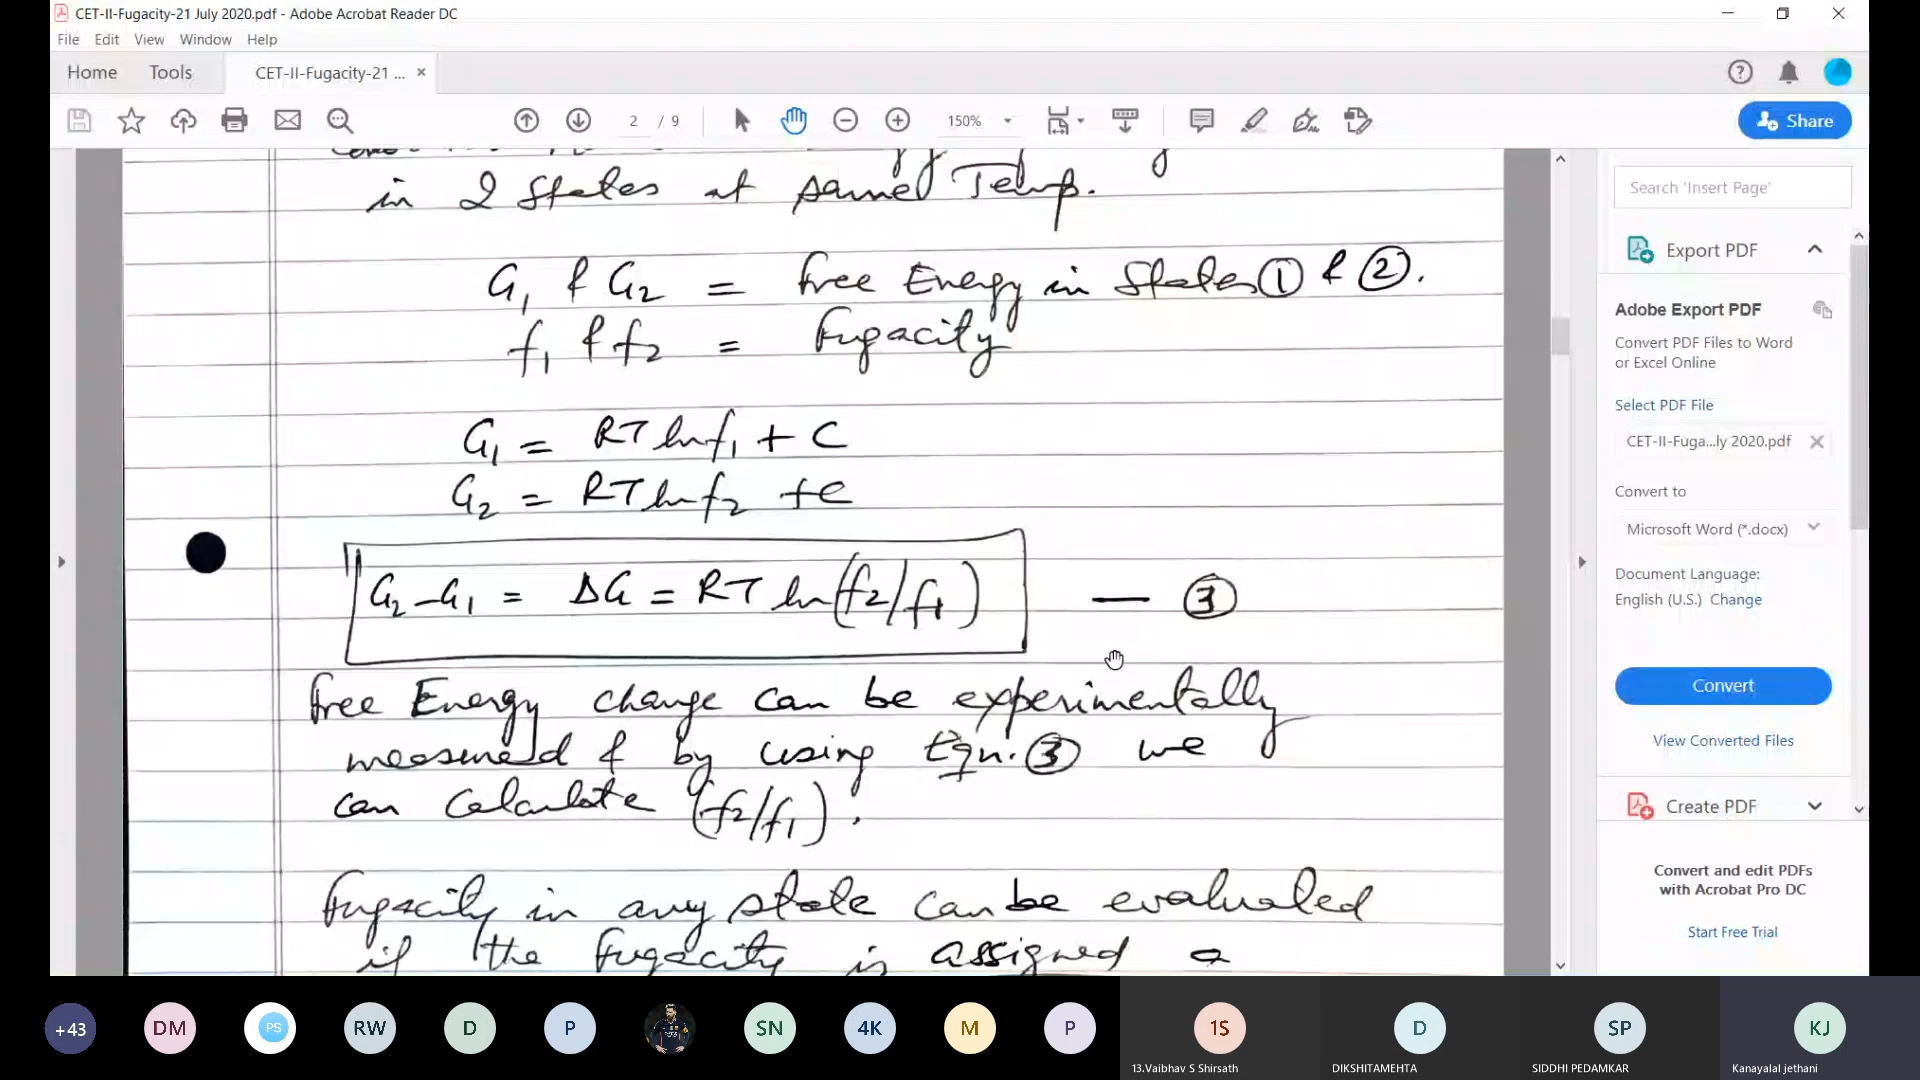 CET-II-Fugacity-21 July 2020.pdf - Adobe Acrobat Reader DC
File Edit View Window Help
Home Tools CET-II-Fugacity-21 ... ×
2 / 9 150% Share
in 2 States at same Temp.
G1 & G2 = Free Energy in States ① & ②.
f1 & f2 = Fugacity
G1 = RT ln f1 + C
G2 = RT ln f2 + C
G2 - G1 = ΔG = RT ln (f2/f1) — ③
Free Energy change can be experimentally
measured & by using Eqn. ③ we
can calculate (f2/f1).
Fugacity in any state can be evaluated
if the fugacity is assigned a
Search 'Insert Page'
Export PDF
Adobe Export PDF
Convert PDF Files to Word
or Excel Online
Select PDF File
CET-II-Fuga...ly 2020.pdf ×
Convert to
Microsoft Word (*.docx)
Document Language:
English (U.S.) Change
Convert
View Converted Files
Create PDF
Convert and edit PDFs
with Acrobat Pro DC
Start Free Trial
+43 DM PS RW D P SN 4K M P 1S D SP KJ
13.Vaibhav S Shirsath DIKSHITAMEHTA SIDDHI PEDAMKAR Kanayalal jethani